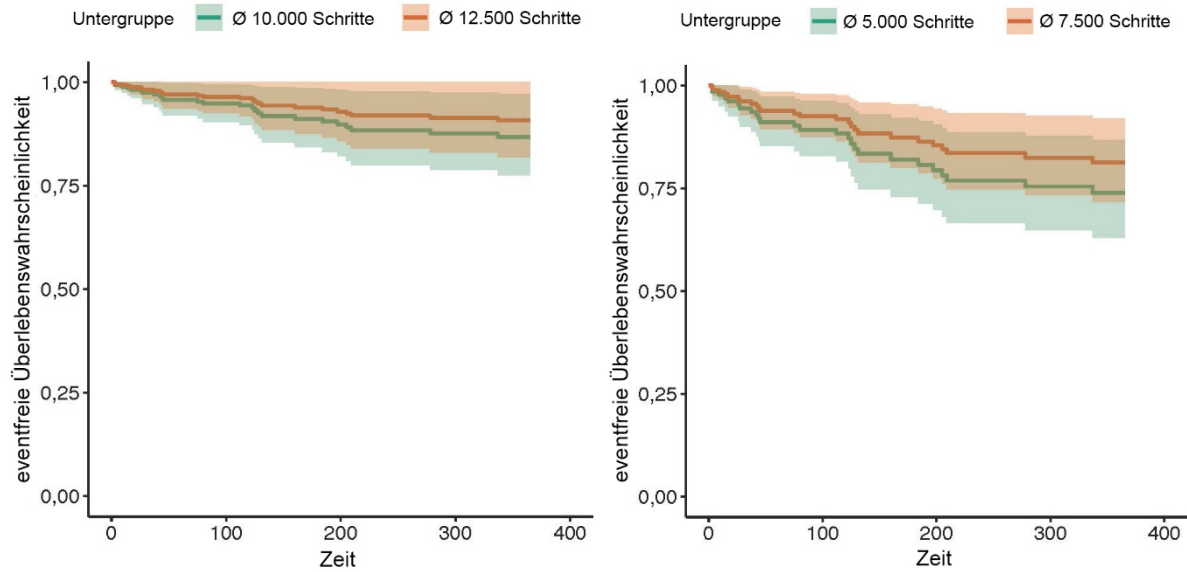 Untergruppe Ø 10.000 Schritte Ø 12.500 Schritte
eventfreie Überlebenswahrscheinlichkeit
1,00
0,75
0,50
0,25
0,00
0 100 200 300 400
Zeit
Untergruppe Ø 5.000 Schritte Ø 7.500 Schritte
eventfreie Überlebenswahrscheinlichkeit
1,00
0,75
0,50
0,25
0,00
0 100 200 300 400
Zeit